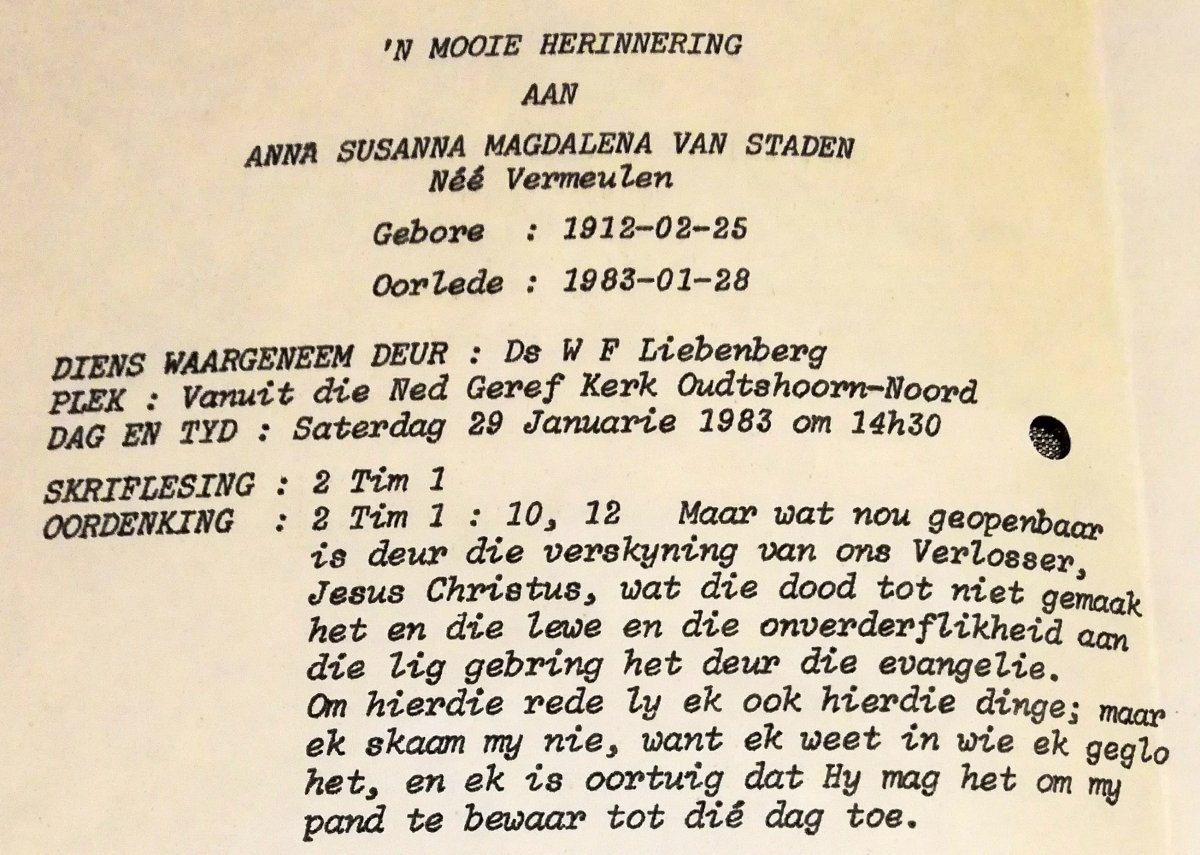 'N MOOIE HERINNERING
AAN
ANNA SUSANNA MAGDALENA VAN STADEN
Néé Vermeulen
Gebore : 1912-02-25
Oorlede : 1983-01-28
DIENS WAARGENEEM DEUR : Ds W F Liebenberg
PLEK : Vanuit die Ned Geref Kerk Oudtshoorn-Noord
DAG EN TYD : Saterdag 29 Januarie 1983 om 14h30
SKRIFLESING : 2 Tim 1
OORDENKING : 2 Tim 1 : 10, 12 Maar wat nou geopenbaar
is deur die verskyning van ons Verlosser,
Jesus Christus, wat die dood tot niet gemaak
het en die lewe en die onverderflikheid aan
die lig gebring het deur die evangelie.
Om hierdie rede ly ek ook hierdie dinge; maar
ek skaam my nie, want ek weet in wie ek geglo
het, en ek is oortuig dat Hy mag het om my
pand te bewaar tot dié dag toe.